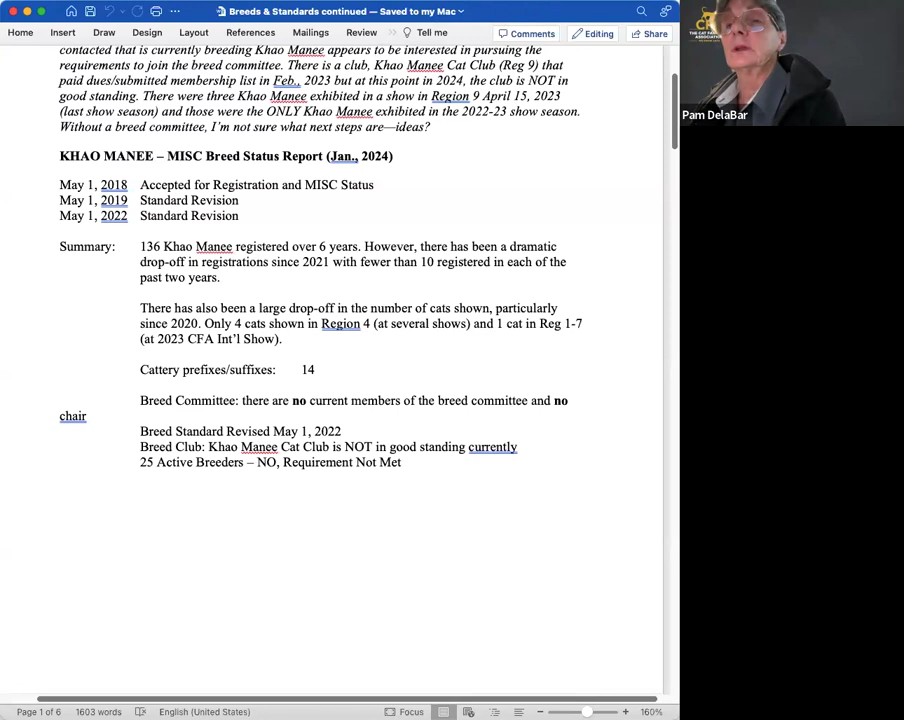 Breeds & Standards continued — Saved to my Mac
Home Insert Draw Design Layout References Mailings Review Tell me Comments Editing Share
contacted that is currently breeding Khao Manee appears to be interested in pursuing the
requirements to join the breed committee. There is a club, Khao Manee Cat Club (Reg 9) that
paid dues/submitted membership list in Feb., 2023 but at this point in 2024, the club is NOT in
good standing. There were three Khao Manee exhibited in a show in Region 9 April 15, 2023
(last show season) and those were the ONLY Khao Manee exhibited in the 2022-23 show season.
Without a breed committee, I'm not sure what next steps are—ideas?
KHAO MANEE – MISC Breed Status Report (Jan., 2024)
May 1, 2018 Accepted for Registration and MISC Status
May 1, 2019 Standard Revision
May 1, 2022 Standard Revision
Summary: 136 Khao Manee registered over 6 years. However, there has been a dramatic
drop-off in registrations since 2021 with fewer than 10 registered in each of the
past two years.
There has also been a large drop-off in the number of cats shown, particularly
since 2020. Only 4 cats shown in Region 4 (at several shows) and 1 cat in Reg 1-7
(at 2023 CFA Int'l Show).
Cattery prefixes/suffixes: 14
Breed Committee: there are no current members of the breed committee and no
chair
Breed Standard Revised May 1, 2022
Breed Club: Khao Manee Cat Club is NOT in good standing currently
25 Active Breeders – NO, Requirement Not Met
Page 1 of 6 1603 words English (United States) Focus 160%
Pam DelaBar